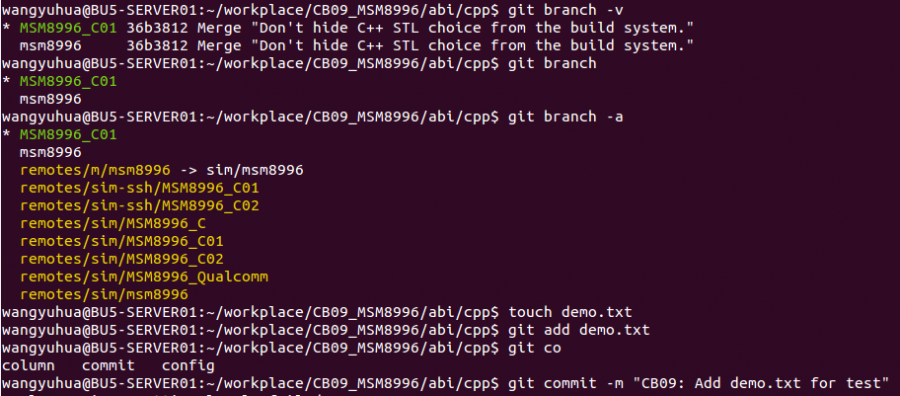 wangyuhua@BU5-SERVER01:~/workplace/CB09_MSM8996/abi/cpp$ git branch -v
* MSM8996_C01 36b3812 Merge "Don't hide C++ STL choice from the build system."
  msm8996     36b3812 Merge "Don't hide C++ STL choice from the build system."
wangyuhua@BU5-SERVER01:~/workplace/CB09_MSM8996/abi/cpp$ git branch
* MSM8996_C01
  msm8996
wangyuhua@BU5-SERVER01:~/workplace/CB09_MSM8996/abi/cpp$ git branch -a
* MSM8996_C01
  msm8996
  remotes/m/msm8996 -> sim/msm8996
  remotes/sim-ssh/MSM8996_C01
  remotes/sim-ssh/MSM8996_C02
  remotes/sim/MSM8996_C
  remotes/sim/MSM8996_C01
  remotes/sim/MSM8996_C02
  remotes/sim/MSM8996_Qualcomm
  remotes/sim/msm8996
wangyuhua@BU5-SERVER01:~/workplace/CB09_MSM8996/abi/cpp$ touch demo.txt
wangyuhua@BU5-SERVER01:~/workplace/CB09_MSM8996/abi/cpp$ git add demo.txt
wangyuhua@BU5-SERVER01:~/workplace/CB09_MSM8996/abi/cpp$ git co
column   commit   config
wangyuhua@BU5-SERVER01:~/workplace/CB09_MSM8996/abi/cpp$ git commit -m "CB09: Add demo.txt for test"